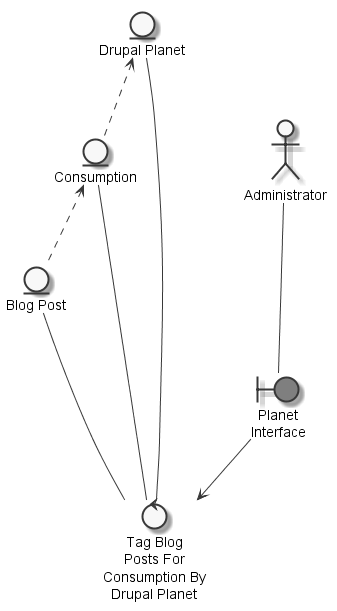 Drupal Planet
Consumption
Administrator
Blog Post
Planet
Interface
Tag Blog
Posts For
Consumption By
Drupal Planet